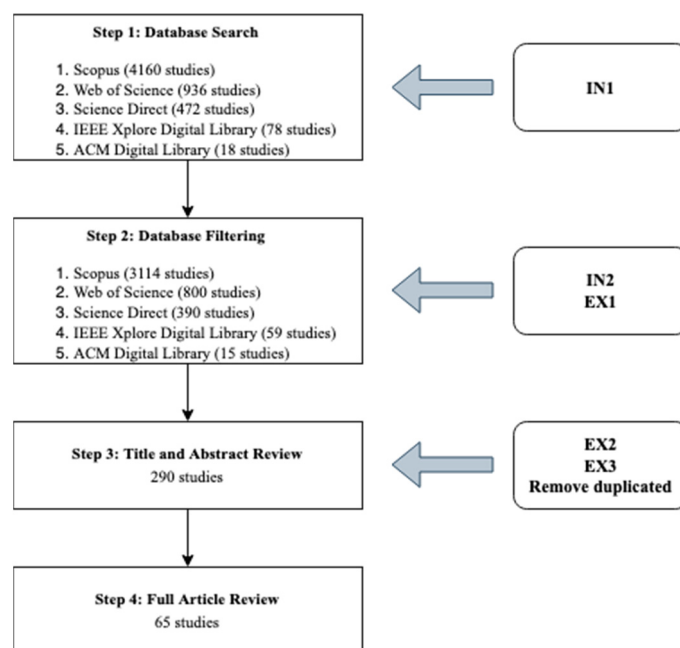 Step 1: Database Search
1. Scopus (4160 studies)
2. Web of Science (936 studies)
3. Science Direct (472 studies)
4. IEEE Xplore Digital Library (78 studies)
5. ACM Digital Library (18 studies)
IN1
Step 2: Database Filtering
1. Scopus (3114 studies)
2. Web of Science (800 studies)
3. Science Direct (390 studies)
4. IEEE Xplore Digital Library (59 studies)
5. ACM Digital Library (15 studies)
IN2
EX1
Step 3: Title and Abstract Review
290 studies
EX2
EX3
Remove duplicated
Step 4: Full Article Review
65 studies